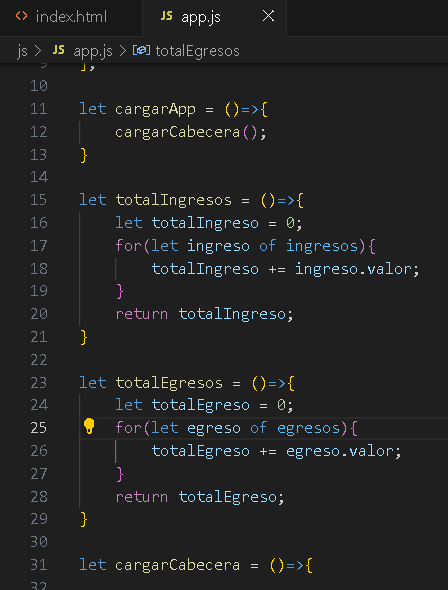 index.html
JS app.js
js > JS app.js > totalEgresos
9 ];
10
11 let cargarApp = ()=>{
12     cargarCabecera();
13 }
14
15 let totalIngresos = ()=>{
16     let totalIngreso = 0;
17     for(let ingreso of ingresos){
18         totalIngreso += ingreso.valor;
19     }
20     return totalIngreso;
21 }
22
23 let totalEgresos = ()=>{
24     let totalEgreso = 0;
25     for(let egreso of egresos){
26         totalEgreso += egreso.valor;
27     }
28     return totalEgreso;
29 }
30
31 let cargarCabecera = ()=>{
32